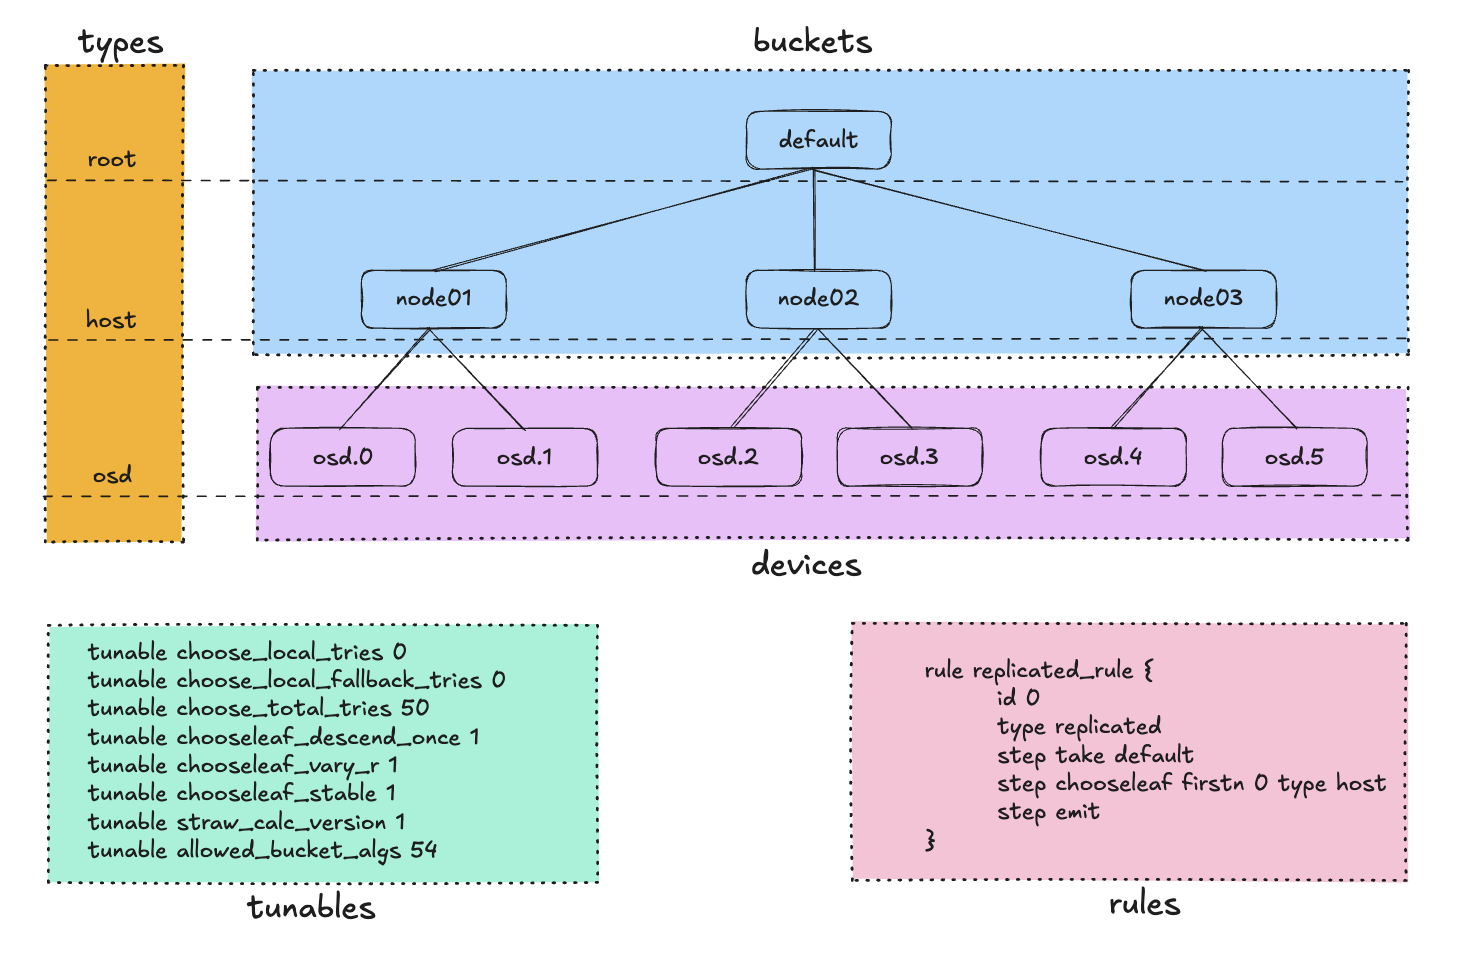 types
buckets
root
default
host
node01
node02
node03
osd
osd.0
osd.1
osd.2
osd.3
osd.4
osd.5
devices
tunable choose_local_tries 0
tunable choose_local_fallback_tries 0
tunable choose_total_tries 50
tunable chooseleaf_descend_once 1
tunable chooseleaf_vary_r 1
tunable chooseleaf_stable 1
tunable straw_calc_version 1
tunable allowed_bucket_algs 54
tunables
rule replicated_rule {
id 0
type replicated
step take default
step chooseleaf firstn 0 type host
step emit
}
rules